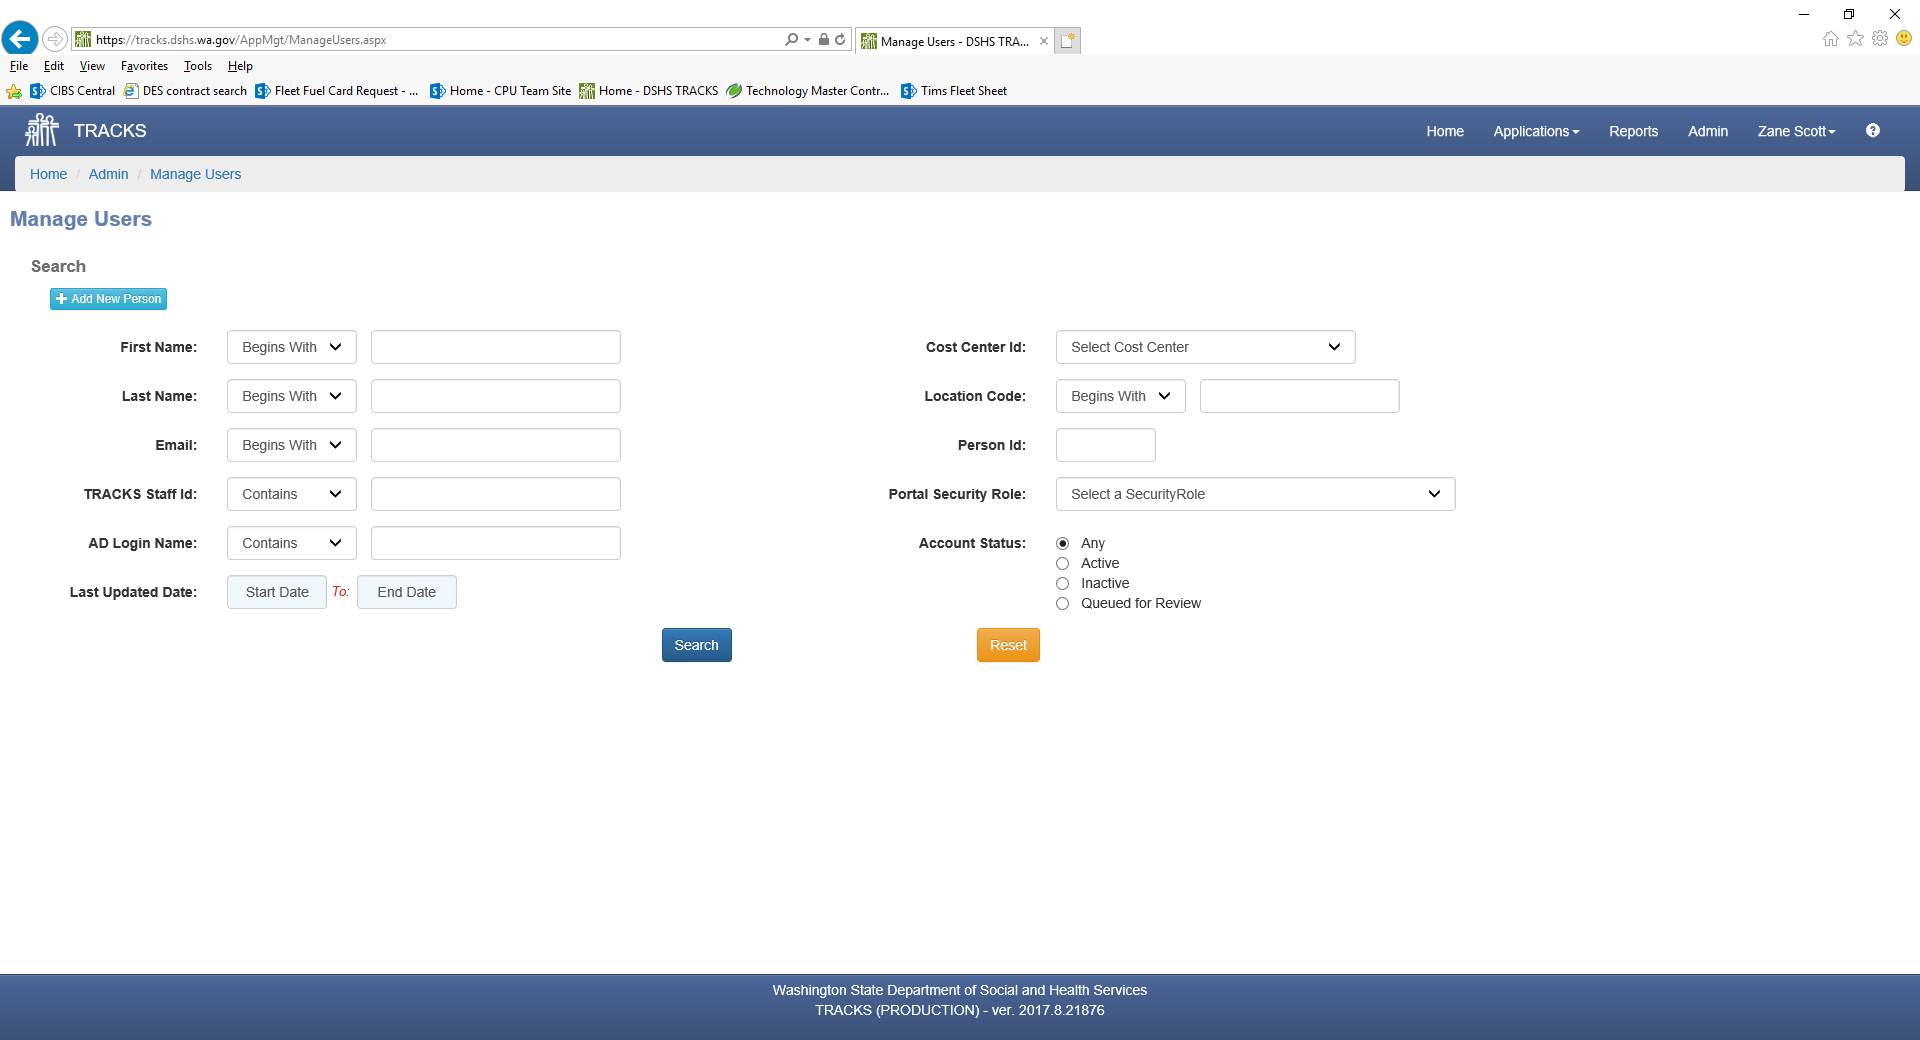 https://tracks.dshs.wa.gov/AppMgt/ManageUsers.aspx
Manage Users - DSHS TRA...
File Edit View Favorites Tools Help
CIBS Central DES contract search Fleet Fuel Card Request - ... Home - CPU Team Site Home - DSHS TRACKS Technology Master Contr... Tims Fleet Sheet
TRACKS Home Applications Reports Admin Zane Scott ?
Home / Admin / Manage Users
Manage Users
Search
+ Add New Person
First Name: Begins With Cost Center Id: Select Cost Center
Last Name: Begins With Location Code: Begins With
Email: Begins With Person Id:
TRACKS Staff Id: Contains Portal Security Role: Select a SecurityRole
AD Login Name: Contains Account Status: Any
Active
Inactive
Last Updated Date: Start Date To: End Date
Queued for Review
Search Reset
Washington State Department of Social and Health Services
TRACKS (PRODUCTION) - ver. 2017.8.21876